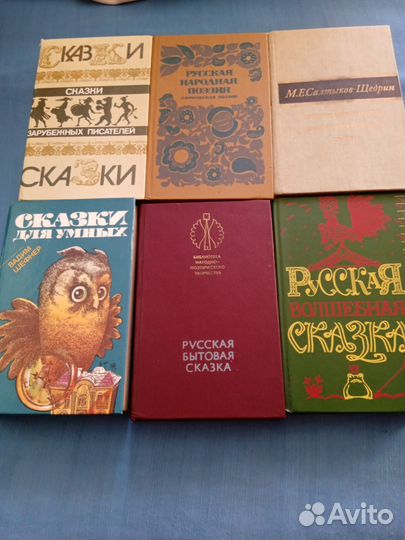 СКАЗКИ
СКАЗКИ
ЗАРУБЕЖНЫХ ПИСАТЕЛЕЙ
СКАЗКИ
РУССКАЯ
НАРОДНАЯ
ПОЭЗИЯ
М.Е.Салтыков-Щедрин
СКАЗКИ
ДЛЯ УМНЫХ
ВАДИМ
ШЕФНЕР
БИБЛИОТЕКА
НАРОДНО-
ПОЭТИЧЕСКОГО
ТВОРЧЕСТВА
РУССКАЯ
БЫТОВАЯ
СКАЗКА
РУССКАЯ
ВОЛШЕБНАЯ
СКАЗКА
Avito